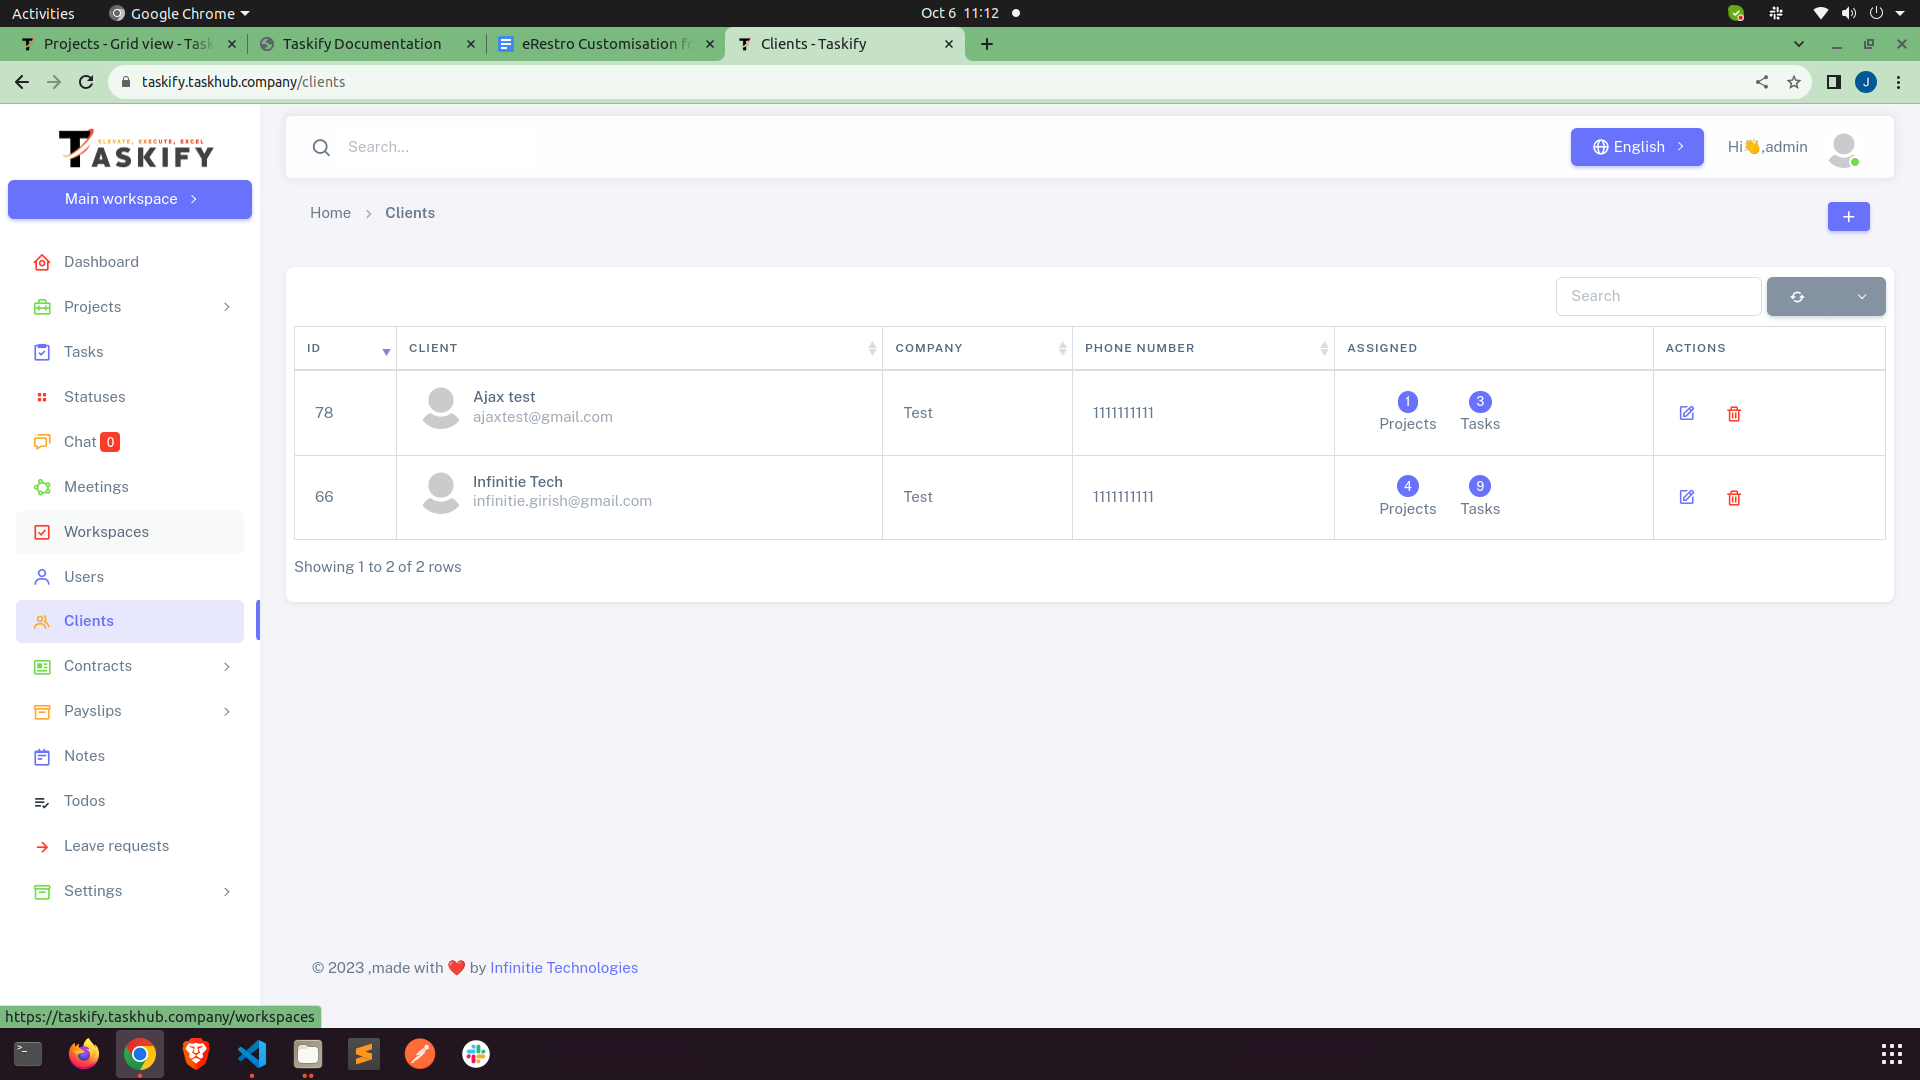 Activities
Google Chrome
Oct 6 11:12
Projects - Grid view - Task
Taskify Documentation
eRestro Customisation fo
Clients - Taskify
taskify.taskhub.company/clients
J
ELEVATE, EXECUTE, EXCEL
TASKIFY
Search...
English
Hi👋,admin
Main workspace
Home > Clients
+
Dashboard
Projects
Tasks
Statuses
Chat 0
Meetings
Workspaces
Users
Clients
Contracts
Payslips
Notes
Todos
Leave requests
Settings
Search
ID CLIENT COMPANY PHONE NUMBER ASSIGNED ACTIONS
78
Ajax test
ajaxtest@gmail.com
Test
1111111111
1 3
Projects Tasks
66
Infinitie Tech
infinitie.girish@gmail.com
Test
1111111111
4 9
Projects Tasks
Showing 1 to 2 of 2 rows
© 2023 ,made with ❤️ by Infinitie Technologies
https://taskify.taskhub.company/workspaces